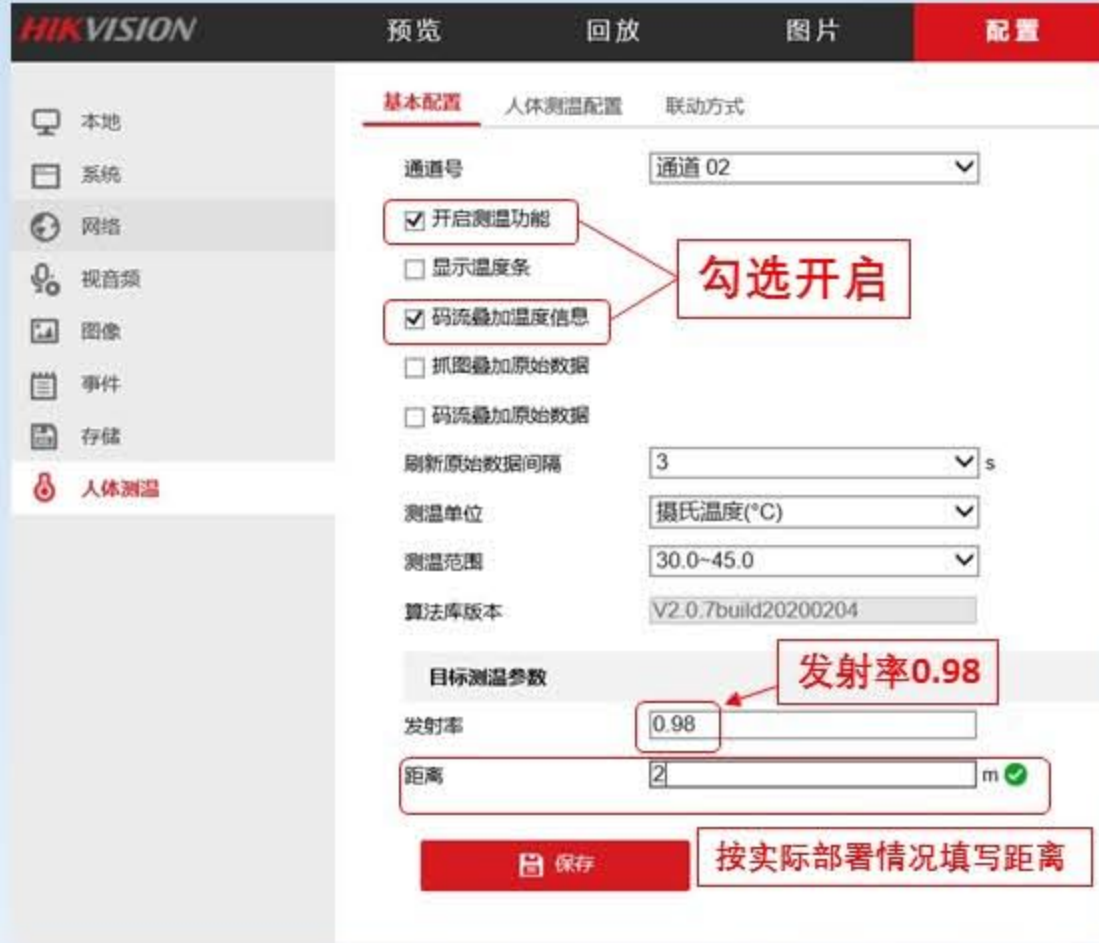 HIKVISION 预览 回放 图片 配置
本地
系统
网络
视音频
图像
事件
存储
人体测温
基本配置 人体测温配置 联动方式
通道号 通道 02
开启测温功能
显示温度条
勾选开启
码流叠加温度信息
抓图叠加原始数据
码流叠加原始数据
刷新原始数据间隔 3 s
测温单位 摄氏温度(°C)
测温范围 30.0~45.0
算法库版本 V2.0.7build20200204
目标测温参数
发射率0.98
发射率 0.98
距离 2 m
保存
按实际部署情况填写距离